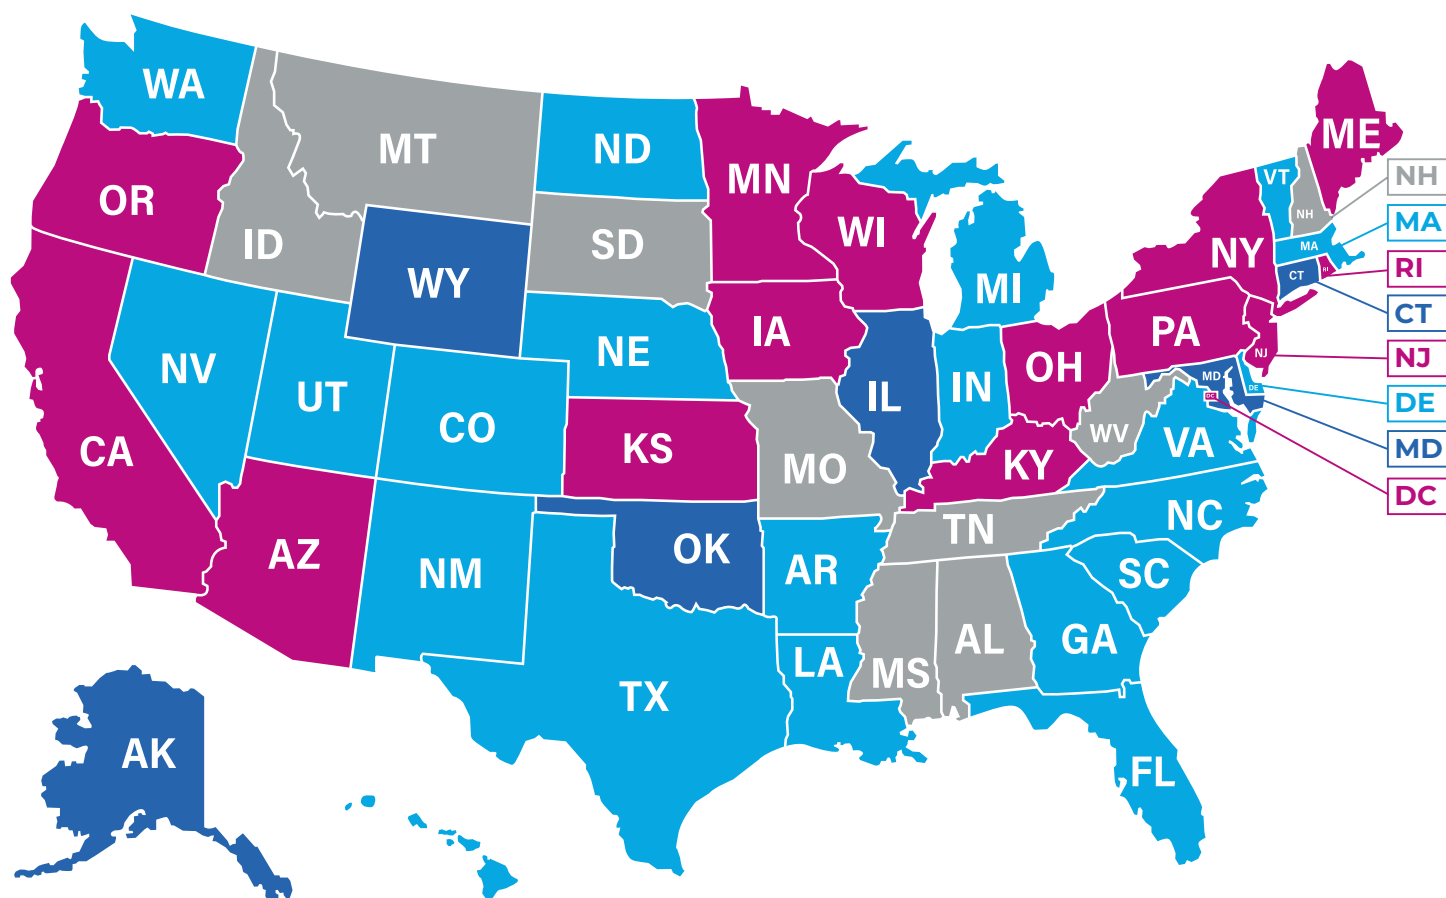 WA
OR
CA
NV
ID
MT
WY
UT
AZ
CO
NM
ND
SD
NE
KS
OK
TX
MN
IA
MO
AR
LA
WI
IL
MI
IN
OH
KY
TN
MS
AL
GA
FL
SC
NC
VA
WV
PA
NY
VT
NH
ME
MA
CT
RI
NJ
DE
MD
DC
AK
NH
MA
RI
CT
NJ
DE
MD
DC